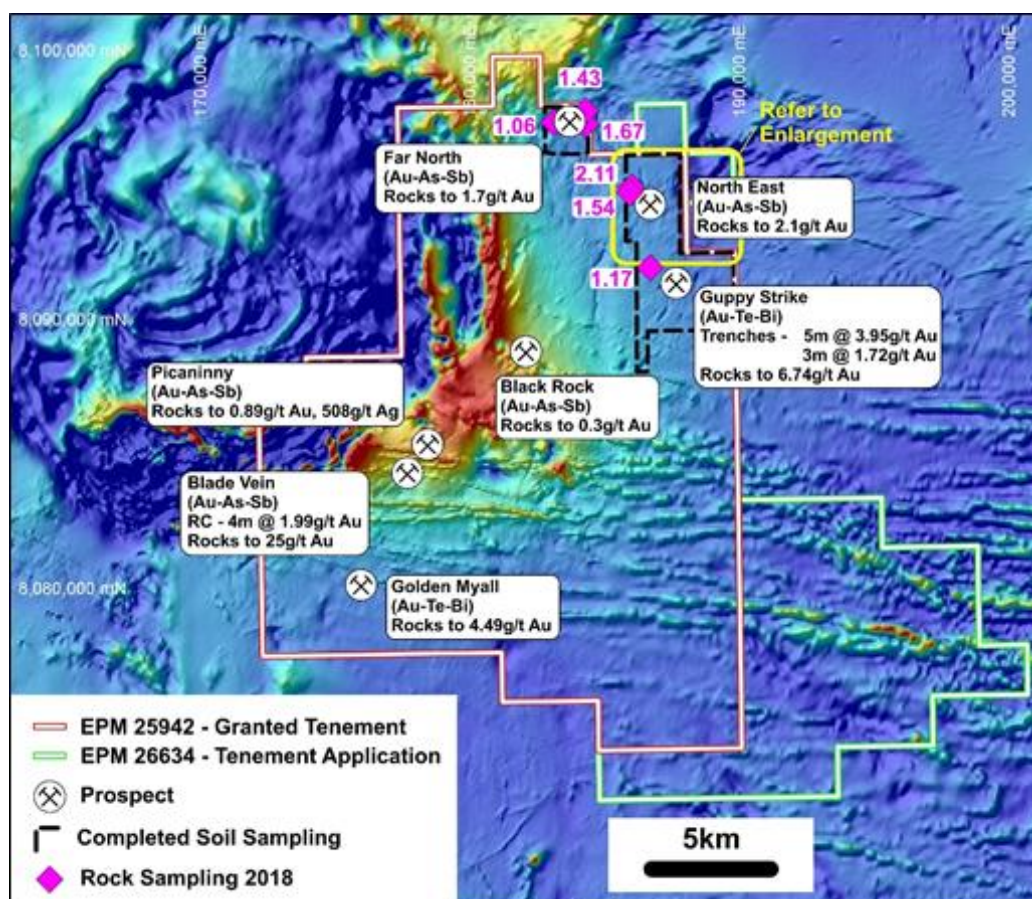 8,100,000 mN
170,000 mE
180,000 mE
190,000 mE
200,000 mE
1.43
1.06
1.67
Refer to
Enlargement
Far North
(Au-As-Sb)
Rocks to 1.7g/t Au
2.11
1.54
North East
(Au-As-Sb)
Rocks to 2.1g/t Au
1.17
Guppy Strike
(Au-Te-Bi)
Trenches - 5m @ 3.95g/t Au
3m @ 1.72g/t Au
Rocks to 6.74g/t Au
8,090,000 mN
Picaninny
(Au-As-Sb)
Rocks to 0.89g/t Au, 508g/t Ag
Black Rock
(Au-As-Sb)
Rocks to 0.3g/t Au
Blade Vein
(Au-As-Sb)
RC - 4m @ 1.99g/t Au
Rocks to 25g/t Au
8,080,000 mN
Golden Myall
(Au-Te-Bi)
Rocks to 4.49g/t Au
EPM 25942 - Granted Tenement
EPM 26634 - Tenement Application
Prospect
Completed Soil Sampling
Rock Sampling 2018
5km